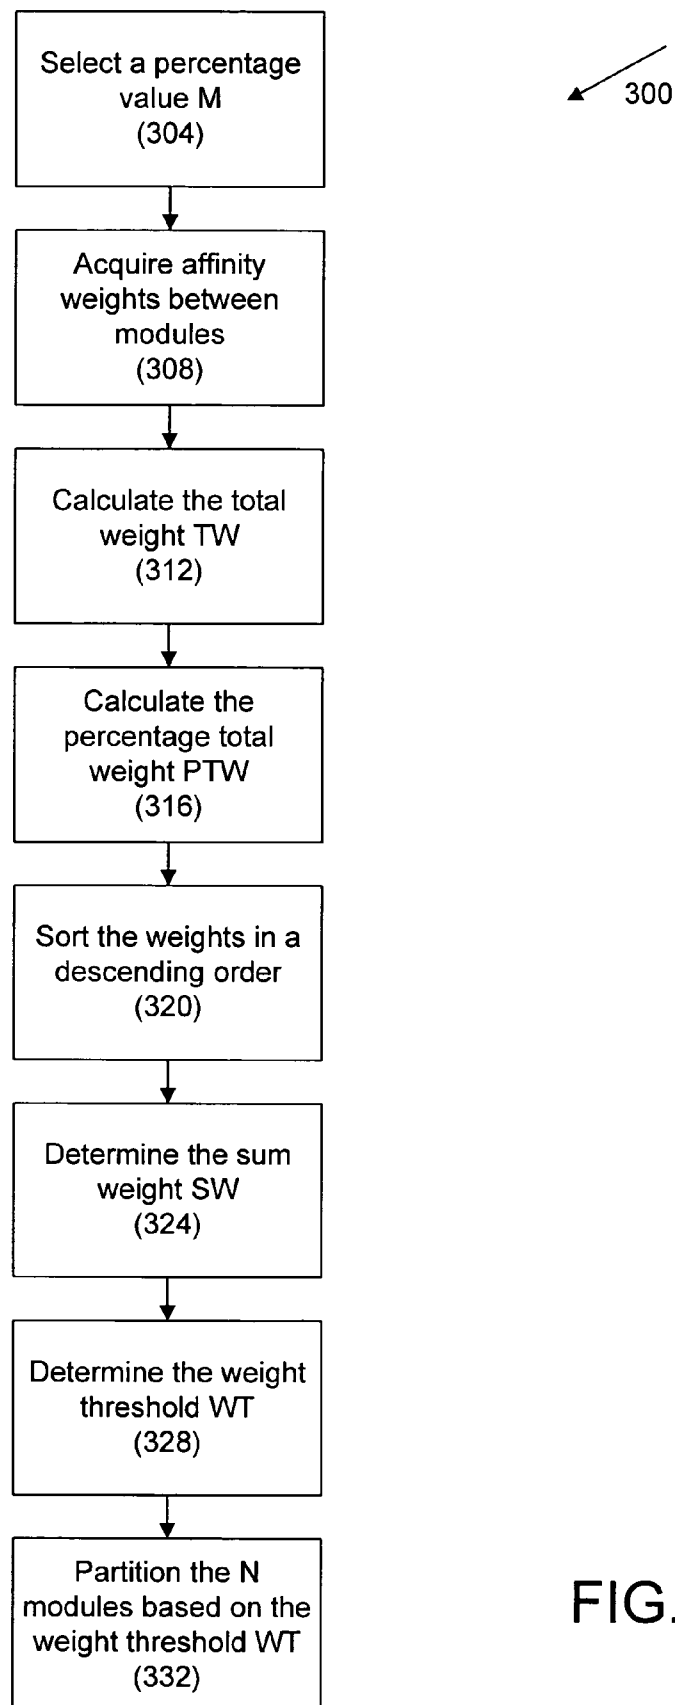 Select a percentage
value M
(304)
300
Acquire affinity
weights between
modules
(308)
Calculate the total
weight TW
(312)
Calculate the
percentage total
weight PTW
(316)
Sort the weights in a
descending order
(320)
Determine the sum
weight SW
(324)
Determine the weight
threshold WT
(328)
Partition the N
modules based on the
weight threshold WT
(332)
FIG.